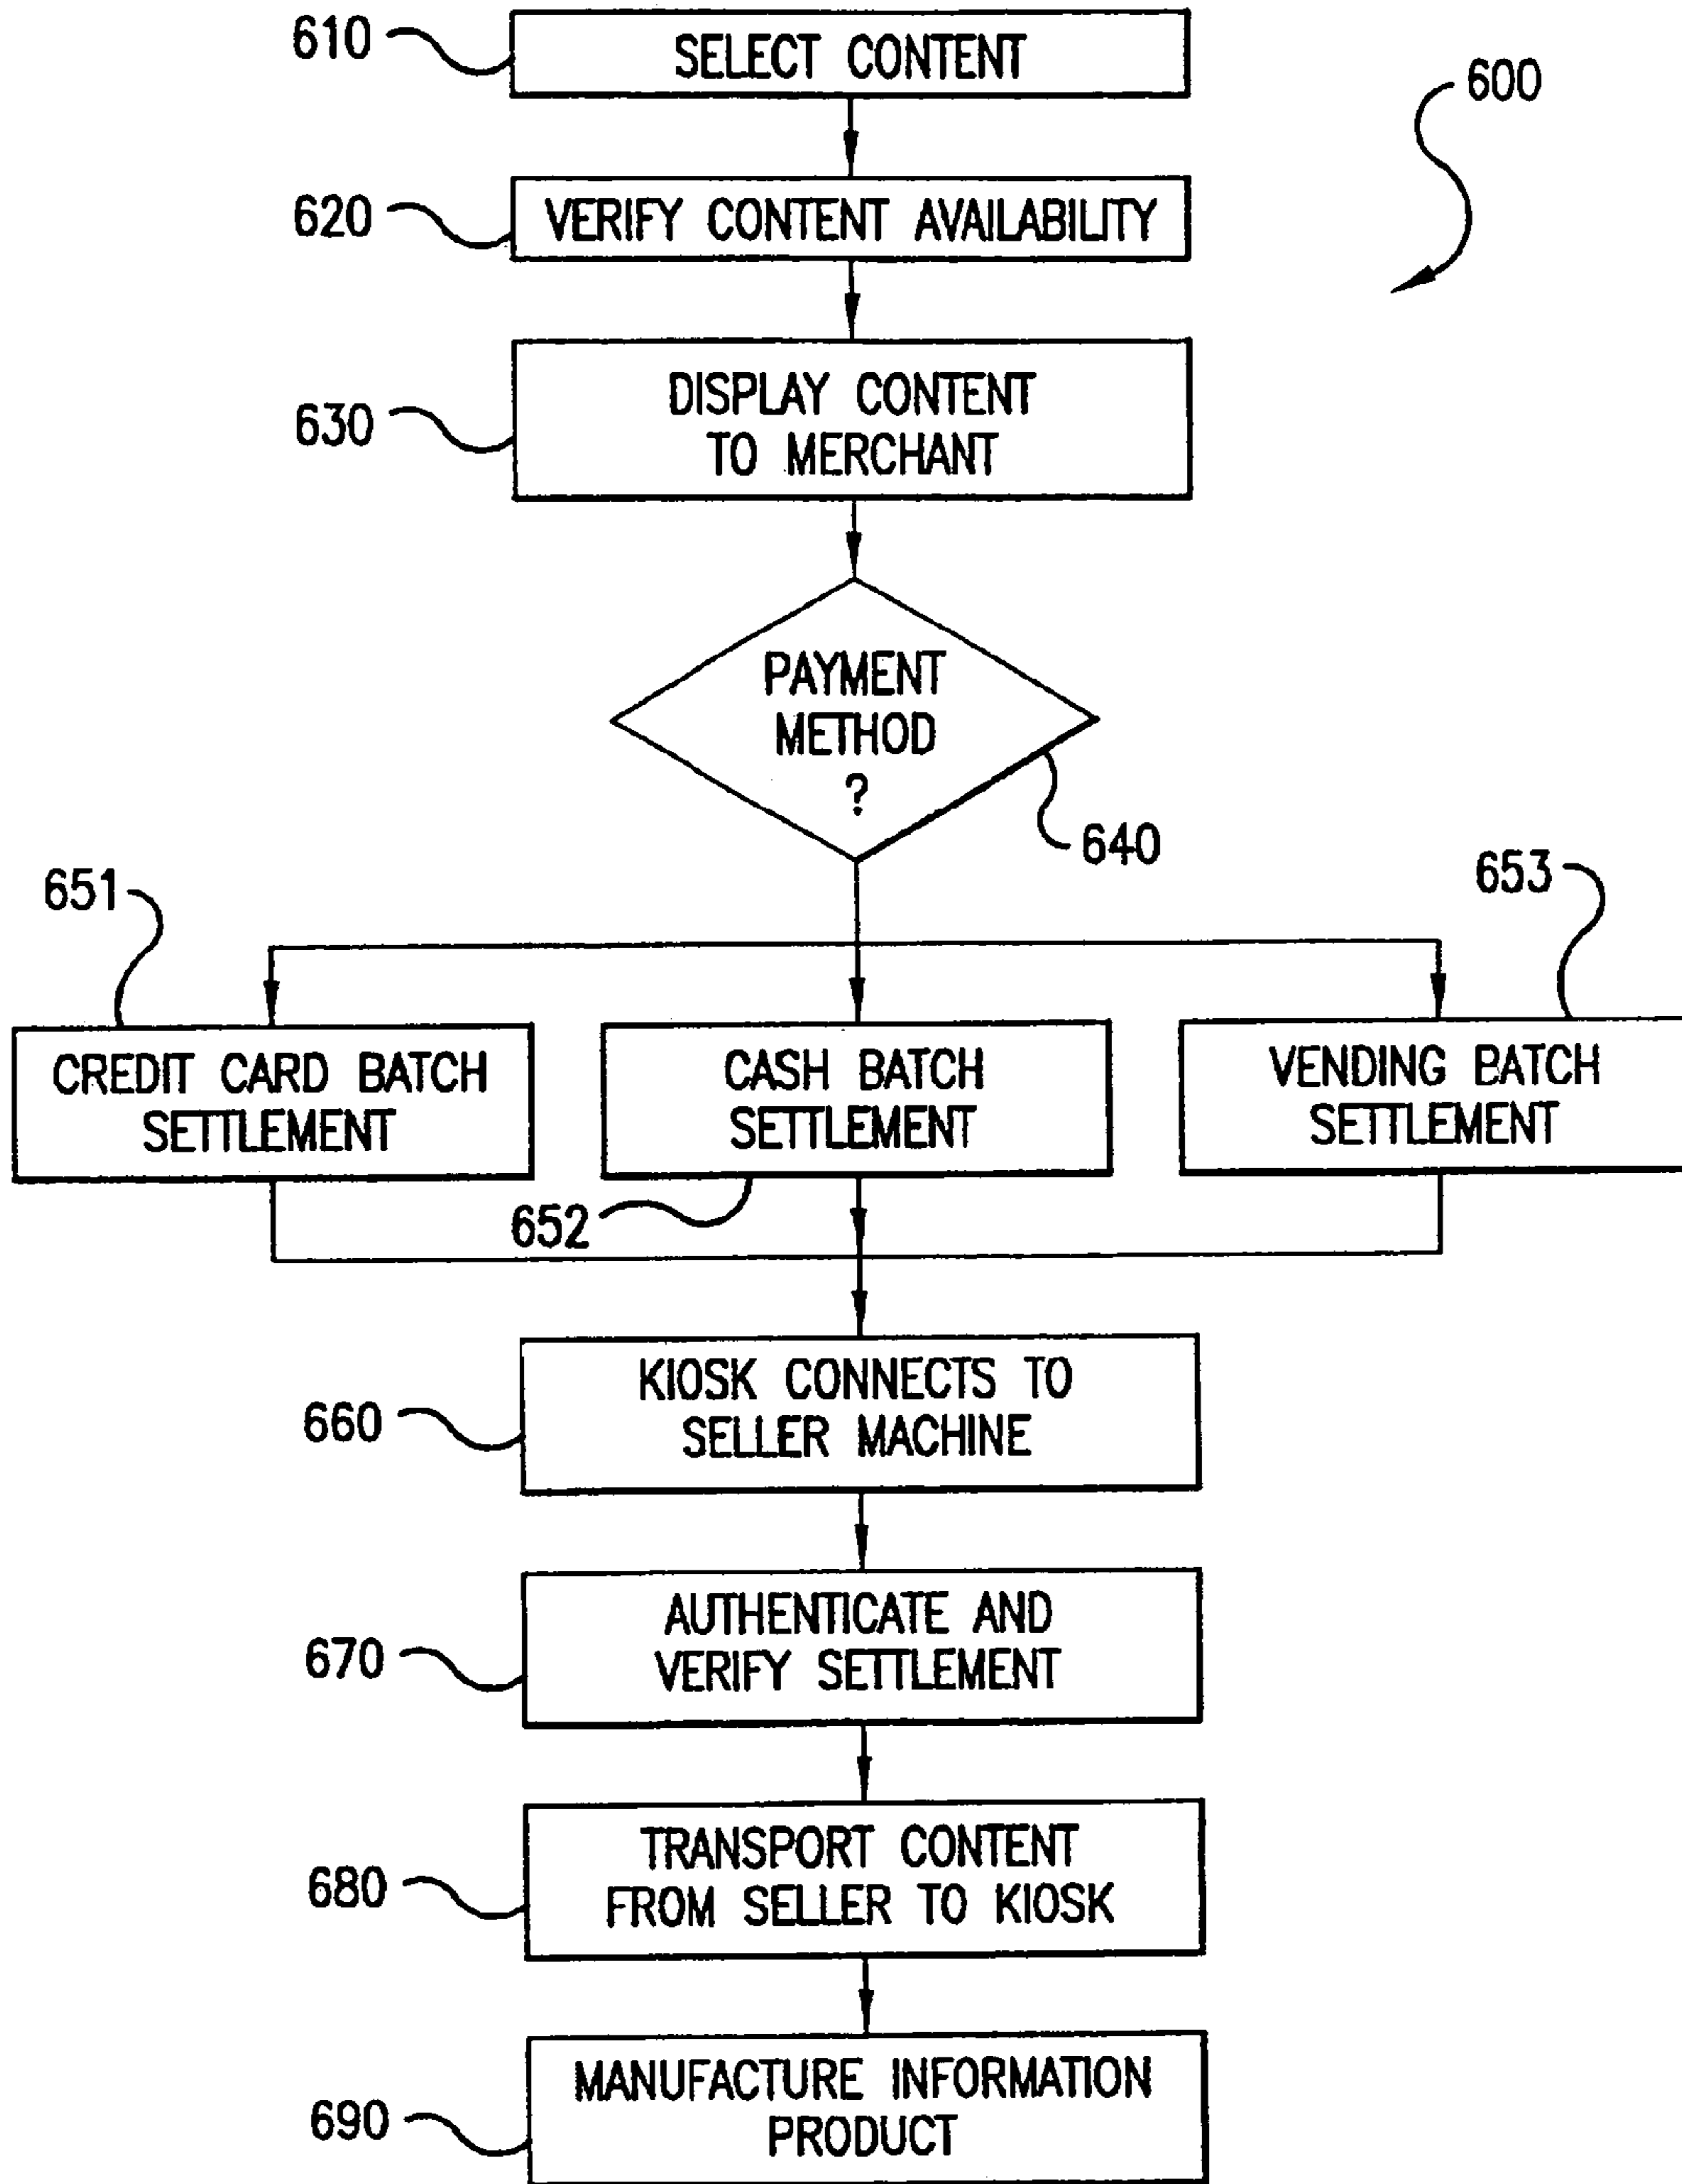 610
SELECT CONTENT
600
620
VERIFY CONTENT AVAILABILITY
630
DISPLAY CONTENT
TO MERCHANT
PAYMENT
METHOD
?
640
651
653
CREDIT CARD BATCH
SETTLEMENT
CASH BATCH
SETTLEMENT
VENDING BATCH
SETTLEMENT
652
660
KIOSK CONNECTS TO
SELLER MACHINE
670
AUTHENTICATE AND
VERIFY SETTLEMENT
680
TRANSPORT CONTENT
FROM SELLER TO KIOSK
690
MANUFACTURE INFORMATION
PRODUCT